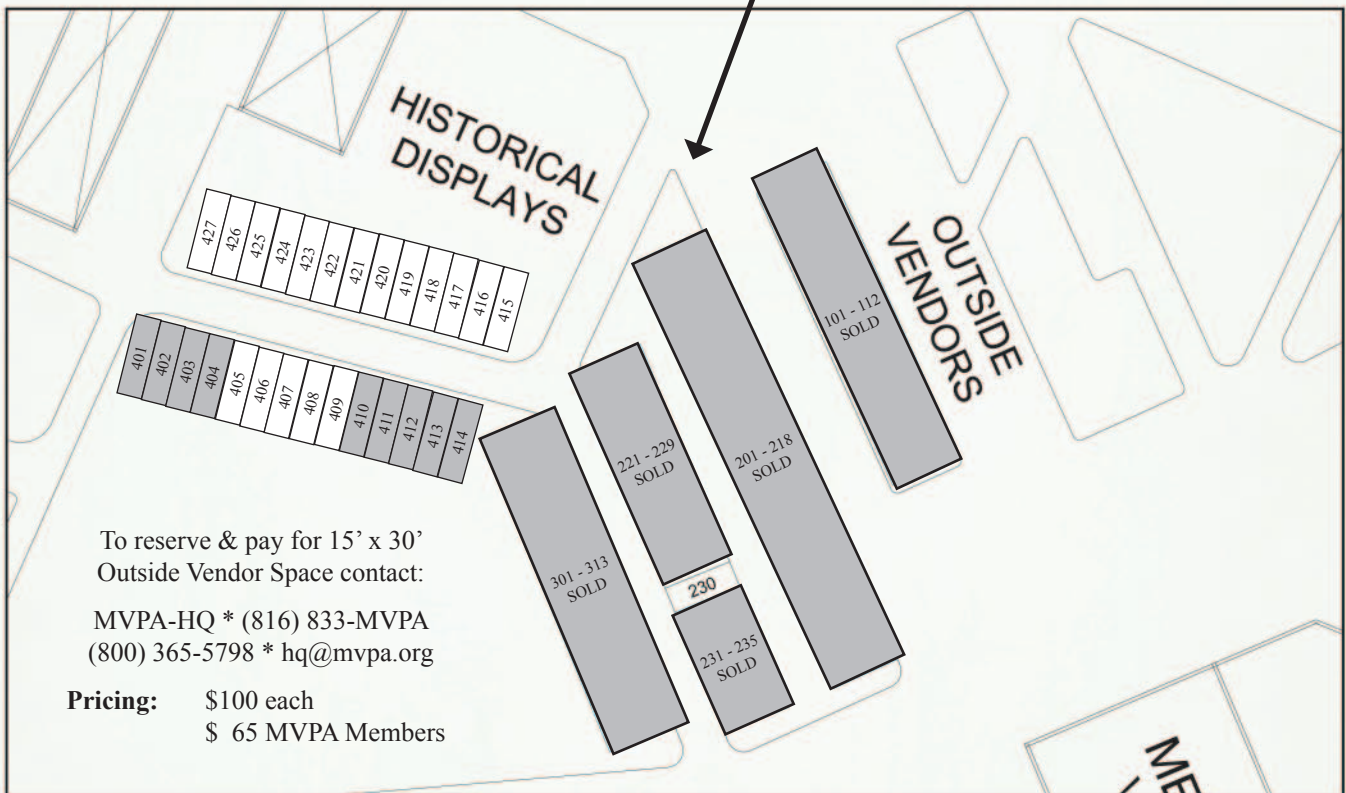 HISTORICAL
DISPLAYS
427
426
425
424
423
422
421
420
419
418
417
416
415
401
402
403
404
405
406
407
408
409
410
411
412
413
414
OUTSIDE
VENDORS
101 - 112
SOLD
201 - 218
SOLD
221 - 229
SOLD
230
231 - 235
SOLD
301 - 313
SOLD
To reserve & pay for 15’ x 30’
Outside Vendor Space contact:
MVPA-HQ * (816) 833-MVPA
(800) 365-5798 * hq@mvpa.org
Pricing: $100 each
$ 65 MVPA Members
ME